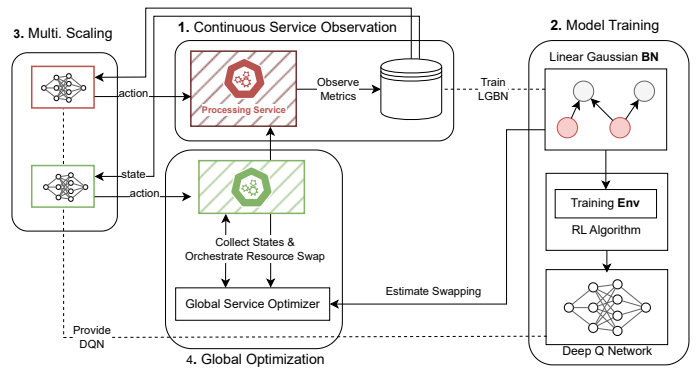 3. Multi. Scaling
1. Continuous Service Observation
2. Model Training
action
Processing Service
Observe
Metrics
Train
LGBN
Linear Gaussian BN
state
action
Collect States &
Orchestrate Resource Swap
Global Service Optimizer
Estimate Swapping
Training Env
RL Algorithm
Provide
DQN
4. Global Optimization
Deep Q Network